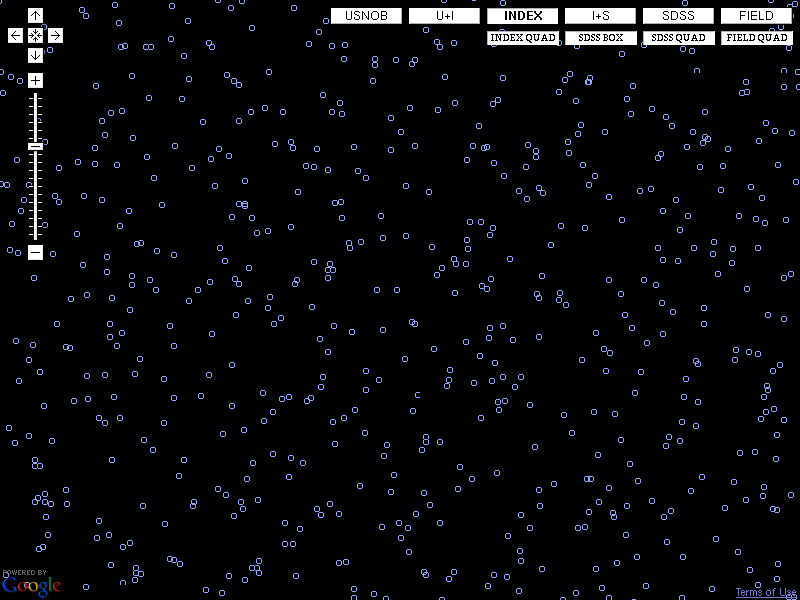 USNOB U+I INDEX I+S SDSS FIELD
INDEX QUAD SDSS BOX SDSS QUAD FIELD QUAD
POWERED BY
Google
Terms of Use